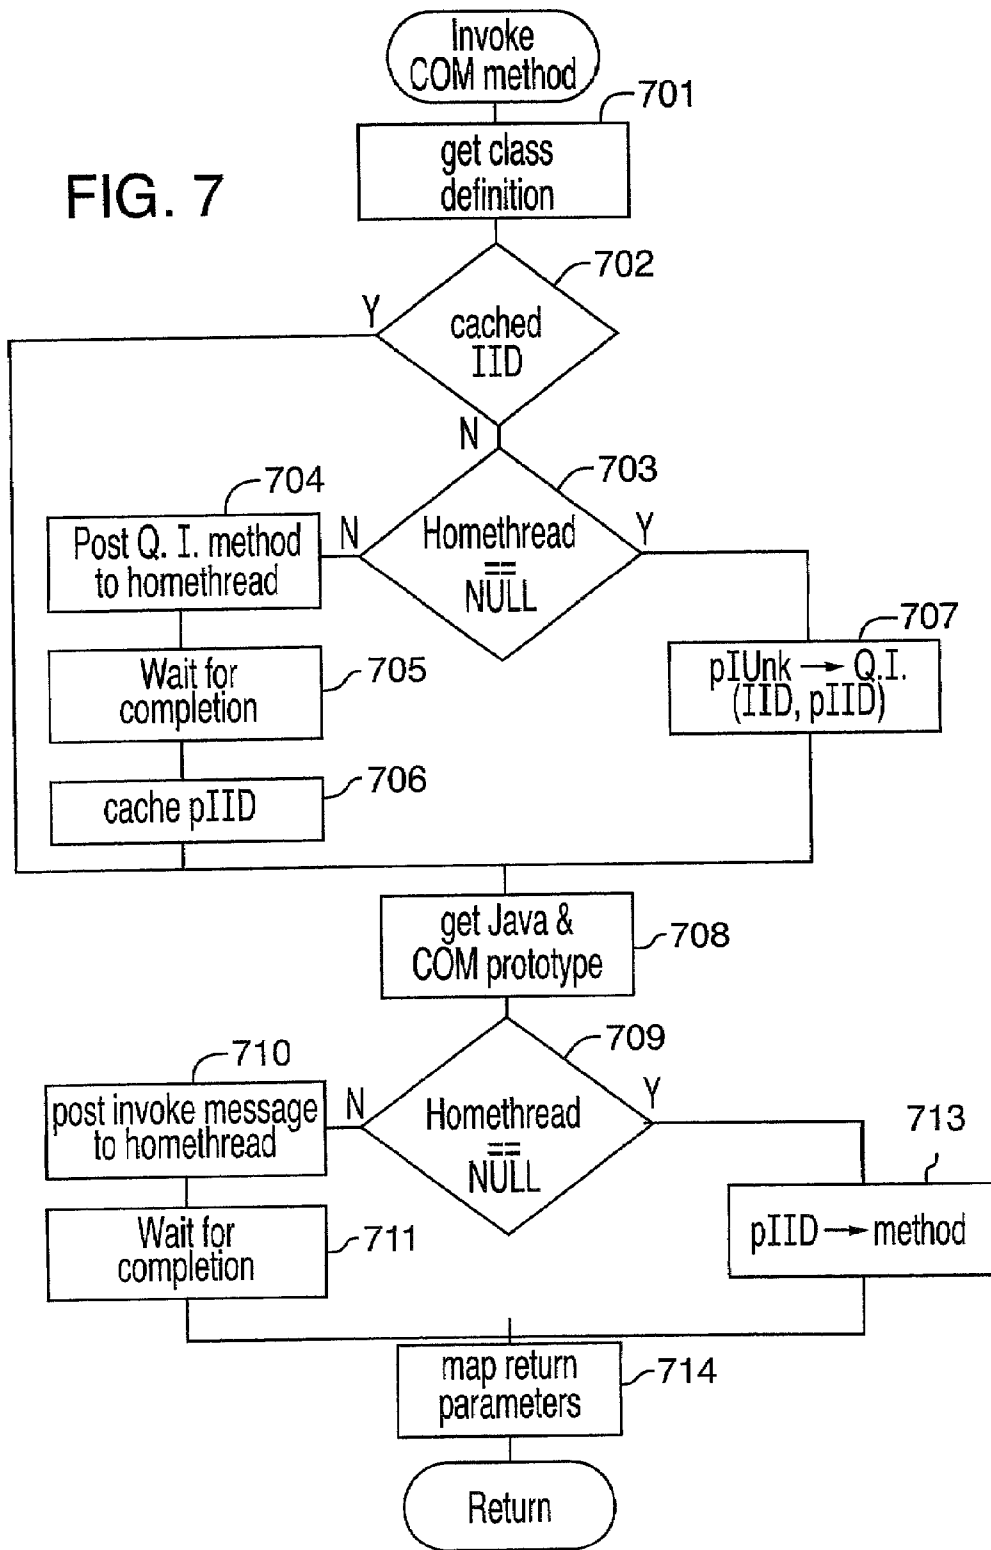 Invoke
COM method
701
get class
definition
FIG. 7
702
Y
cached
IID
N
703
704
Post Q. I. method
to homethread
N
Homethread
==
NULL
Y
707
pIUnk → Q.I.
(IID, pIID)
Wait for
completion
705
cache pIID
706
get Java &
COM prototype
708
709
710
post invoke message
to homethread
N
Homethread
==
NULL
Y
713
pIID → method
Wait for
completion
711
map return
parameters
714
Return